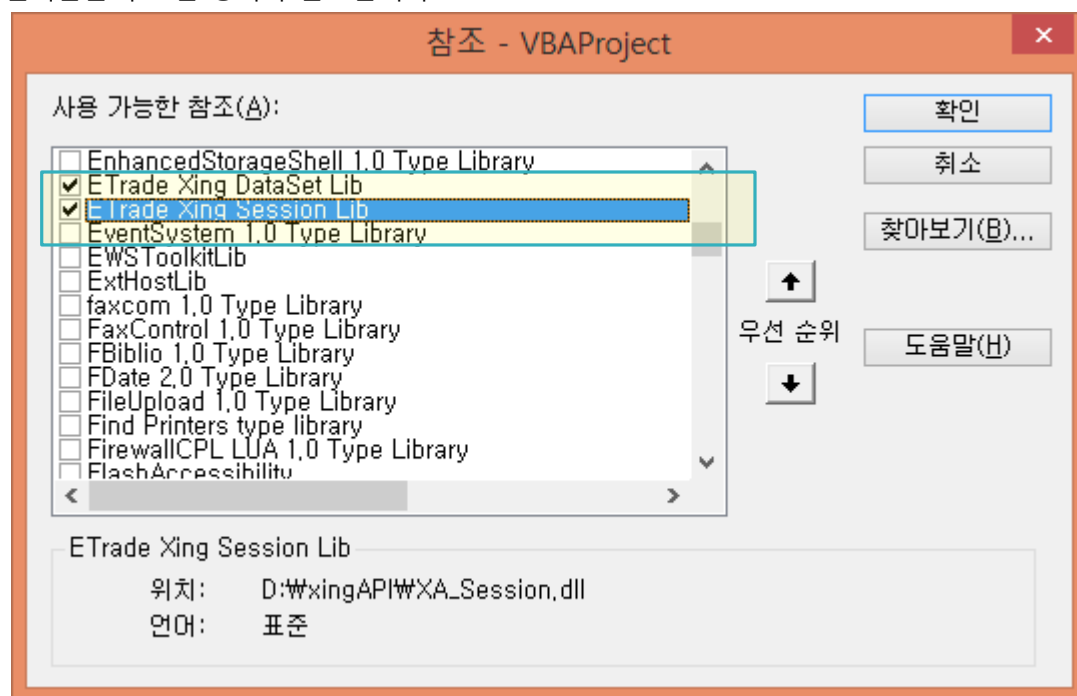 참조 - VBAProject
사용 가능한 참조(A):
확인
취소
찾아보기(B)...
우선 순위
도움말(H)
EnhancedStorageShell 1.0 Type Library
ETrade Xing DataSet Lib
ETrade Xing Session Lib
EventSystem 1.0 Type Library
EWSToolkitLib
ExtHostLib
faxcom 1.0 Type Library
FaxControl 1.0 Type Library
FBiblio 1.0 Type Library
FDate 2.0 Type Library
FileUpload 1.0 Type Library
Find Printers type library
FirewallCPL LUA 1.0 Type Library
FlashAccessibility
ETrade Xing Session Lib
위치: D:₩xingAPI₩XA_Session.dll
언어: 표준